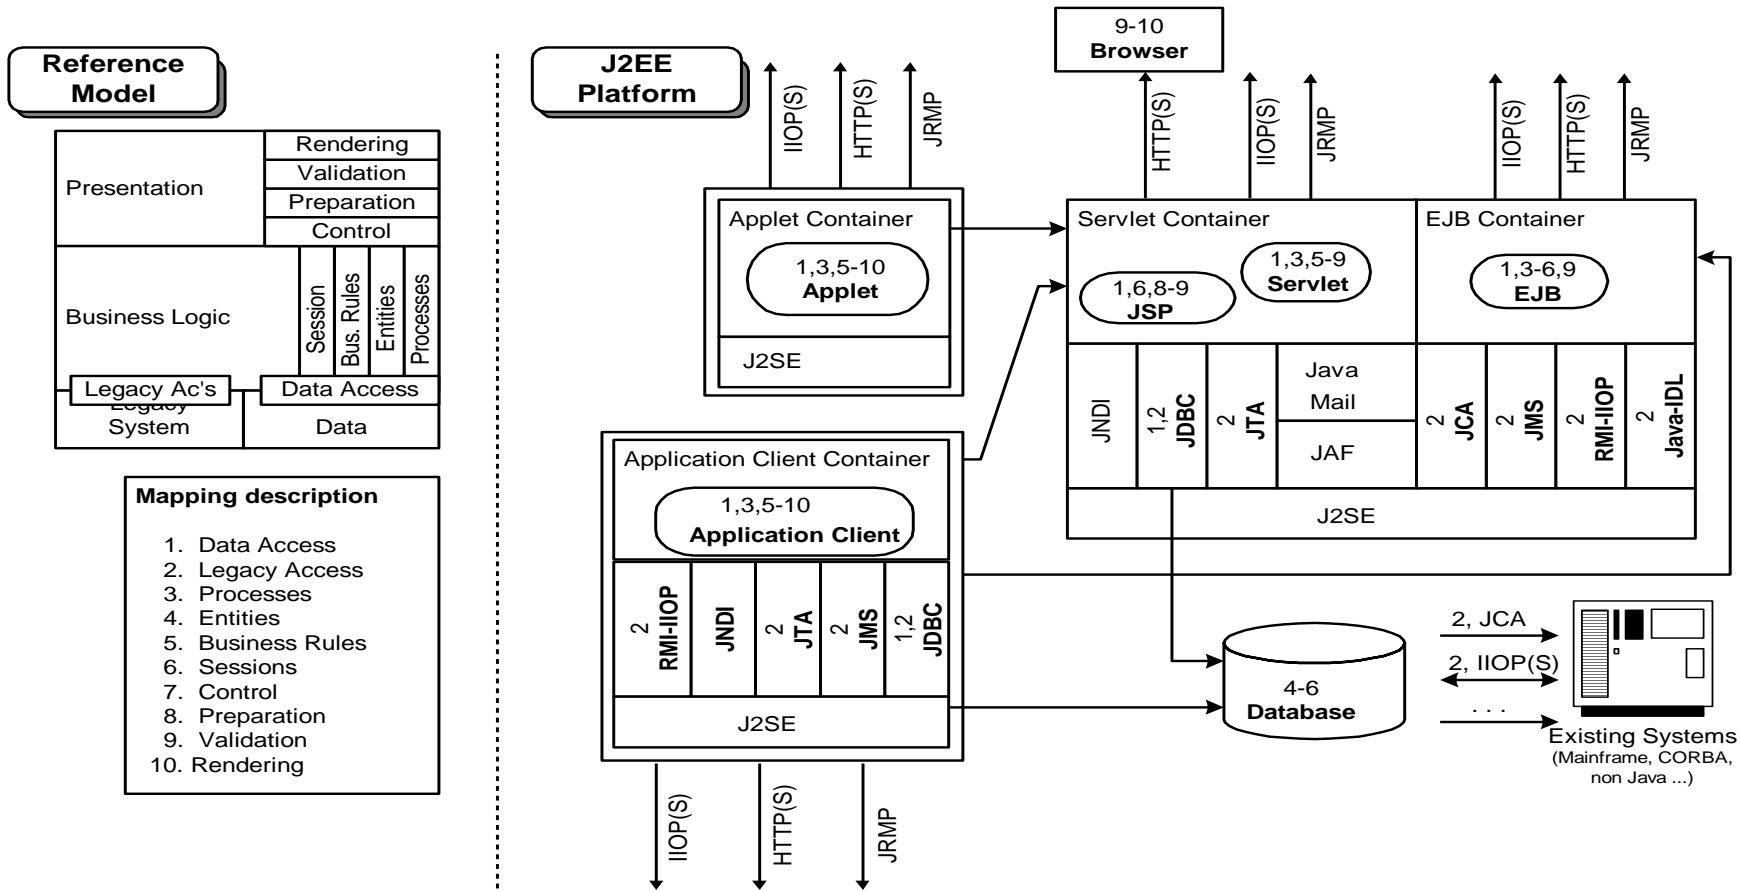 Reference
Model
Presentation
Rendering
Validation
Preparation
Control
Business Logic
Session
Bus. Rules
Entities
Processes
Legacy Ac's
Data Access
Legacy
System
Data
Mapping description
1. Data Access
2. Legacy Access
3. Processes
4. Entities
5. Business Rules
6. Sessions
7. Control
8. Preparation
9. Validation
10. Rendering
J2EE
Platform
IIOP(S)
HTTP(S)
JRMP
Applet Container
1,3,5-10
Applet
J2SE
Application Client Container
1,3,5-10
Application Client
2
RMI-IIOP
JNDI
2
JTA
2
JMS
1,2
JDBC
J2SE
IIOP(S)
HTTP(S)
JRMP
9-10
Browser
HTTP(S)
IIOP(S)
JRMP
IIOP(S)
HTTP(S)
JRMP
Servlet Container
1,3,5-9
Servlet
1,6,8-9
JSP
EJB Container
1,3-6,9
EJB
JNDI
1,2
JDBC
2
JTA
Java
Mail
JAF
2
JCA
2
JMS
2
RMI-IIOP
2
Java-IDL
J2SE
4-6
Database
2, JCA
2, IIOP(S)
. . .
Existing Systems
(Mainframe, CORBA,
non Java ...)